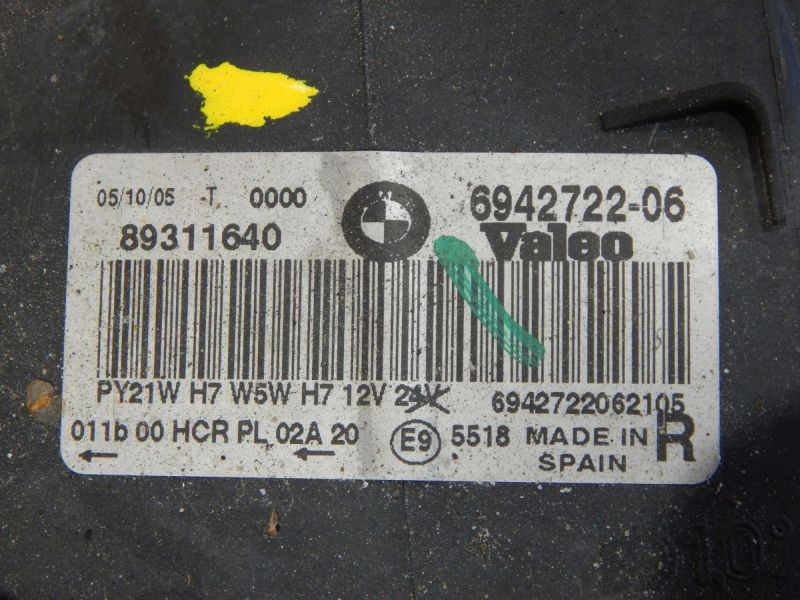 05/10/05 T 0000
6942722-06
89311640
Valeo
PY21W H7 W5W H7 12V 24V
6942722062105
011b 00 HCR PL 02A 20
E9 5518 MADE IN SPAIN
R